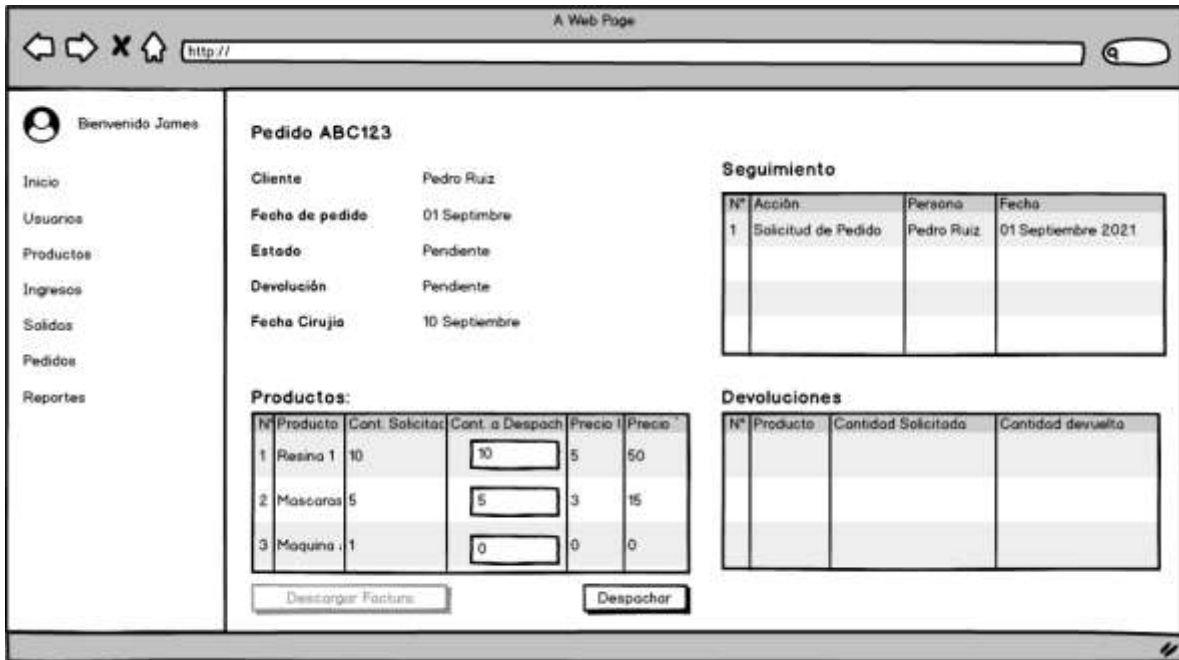 A Web Page
http://
Bienvenido James
Inicio
Usuarios
Productos
Ingresos
Salidas
Pedidos
Reportes
Pedido ABC123
Cliente Pedro Ruiz
Fecha de pedido 01 Septimbre
Estado Pendiente
Devolución Pendiente
Fecha Cirujia 10 Septiembre
Seguimiento
N° Acción Persona Fecha
1 Solicitud de Pedido Pedro Ruiz 01 Septiembre 2021
Productos:
N° Producto Cant. Solicitad Cant. a Despach Precio Precio
1 Resina 1 10 10 5 50
2 Mascaras 5 5 3 15
3 Maquina 1 0 0 0
Descargar Factura
Despachar
Devoluciones
N° Producto Cantidad Solicitada Cantidad devuelta